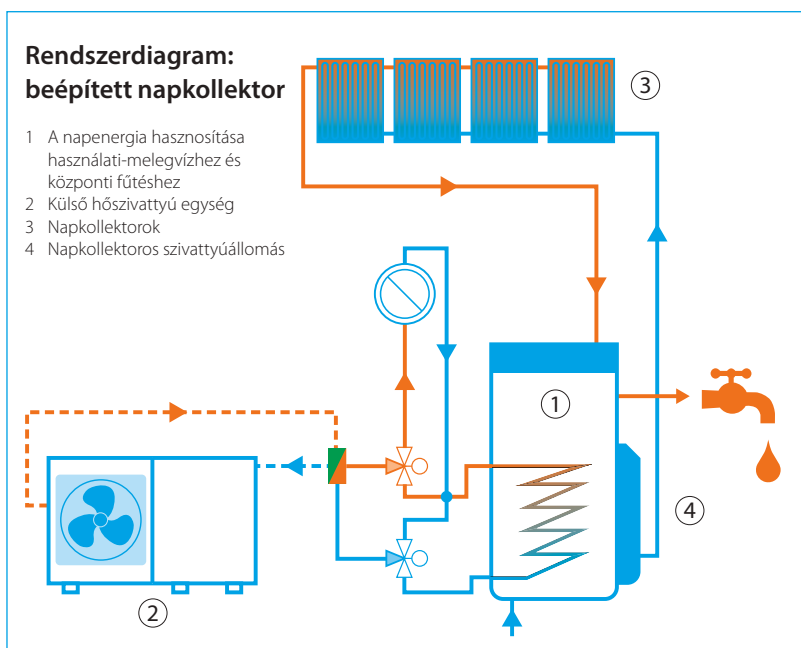 Rendszerdiagram:
beépített napkollektor
1 A napenergia hasznosítása
használati-melegvízhez és
központi fűtéshez
2 Külső hőszivattyú egység
3 Napkollektorok
4 Napkollektoros szivattyúállomás
3
1
4
2